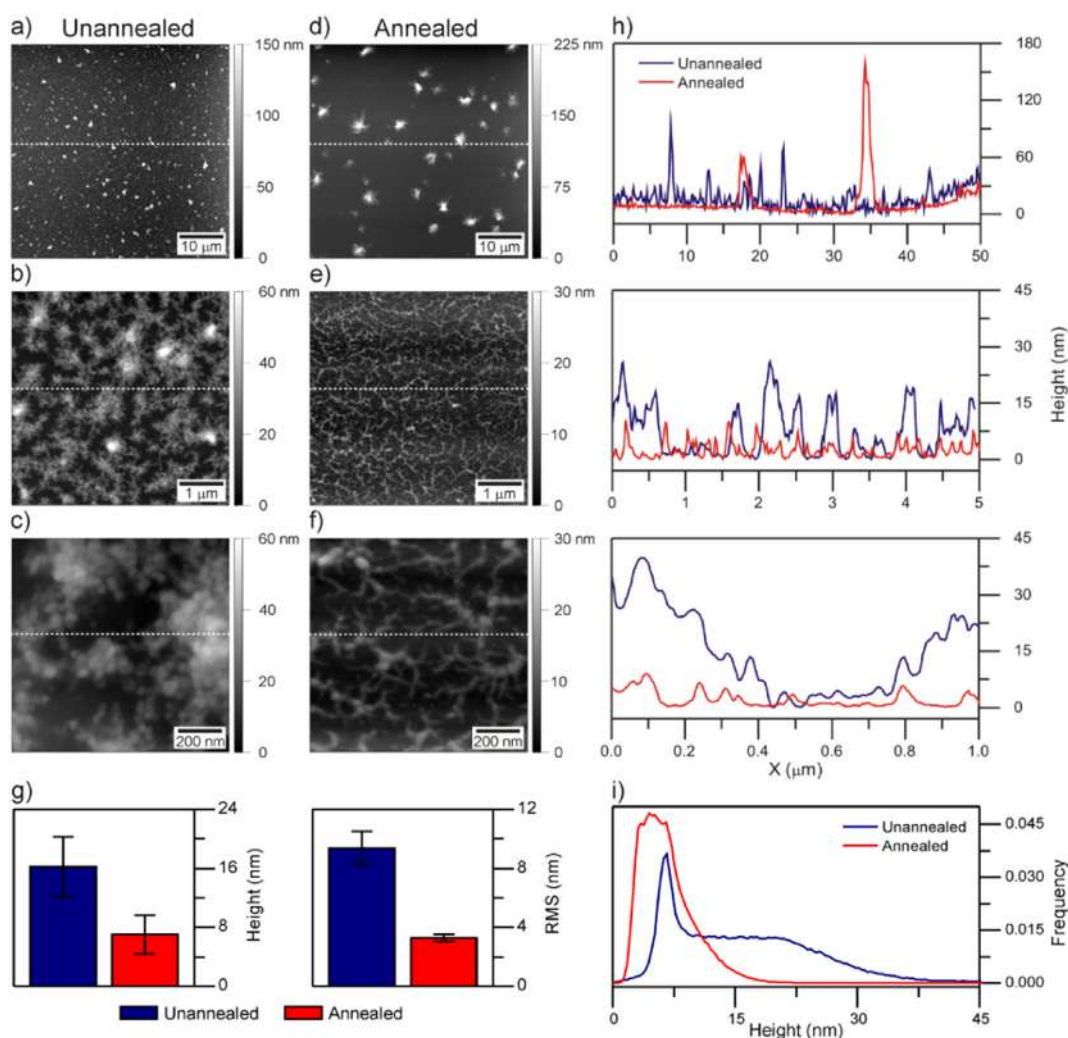 a) Unannealed
150 nm
100
50
0
10 μm
d) Annealed
225 nm
150
75
0
10 μm
h)
Unannealed
Annealed
180
120
60
0
0 10 20 30 40 50
b)
60 nm
40
20
0
1 μm
e)
30 nm
20
10
0
1 μm
45
30
15
0
Height (nm)
0 1 2 3 4 5
c)
60 nm
40
20
0
200 nm
f)
30 nm
20
10
0
200 nm
45
30
15
0
0.0 0.2 0.4 0.6 0.8 1.0
X (μm)
g)
24
16
8
0
Height (nm)
12
8
4
0
RMS (nm)
Unannealed Annealed
i)
Unannealed
Annealed
0.045
0.030
0.015
0.000
Frequency
0 15 30 45
Height (nm)